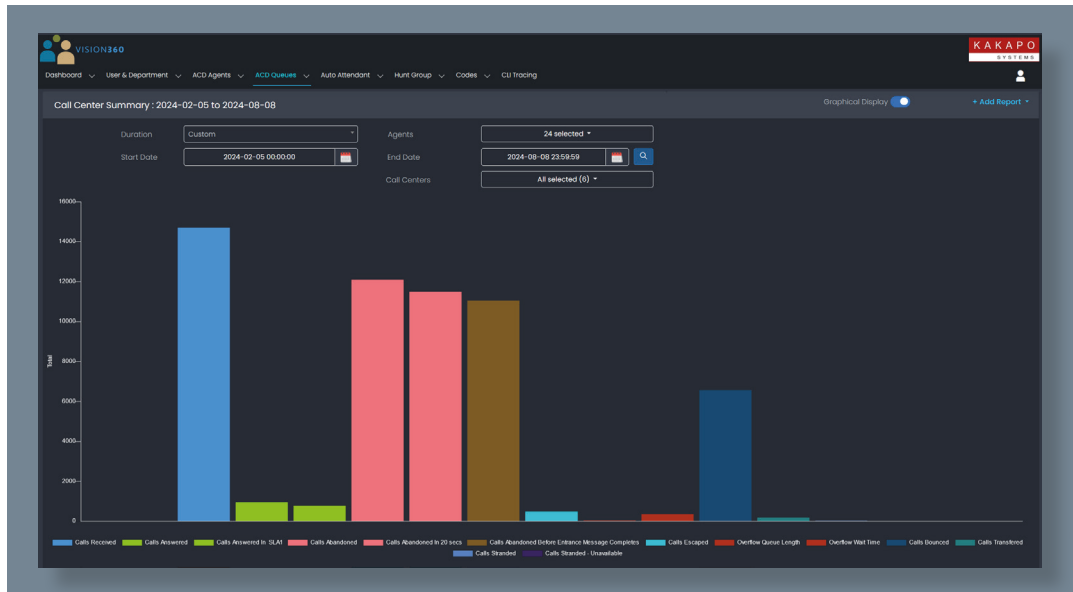 VISION360
KAKAPO
SYSTEMS
Dashboard User & Department ACD Agents ACD Queues Auto Attendant Hunt Group Codes CLI Tracing
Call Center Summary : 2024-02-05 to 2024-08-08 Graphical Display + Add Report
Duration Custom Agents 24 selected
Start Date 2024-02-05 00:00:00 End Date 2024-08-08 23:59:59
Call Centers All selected (6)
16000
14000
12000
10000
8000
6000
4000
2000
0
Total
Calls Received Calls Answered Calls Answered In SLA1 Calls Abandoned Calls Abandoned In 20 secs Calls Abandoned Before Entrance Message Completes Calls Escaped Overflow Queue Length Overflow Wait Time Calls Bounced Calls Transfered
Calls Stranded Calls Stranded - Unavailable